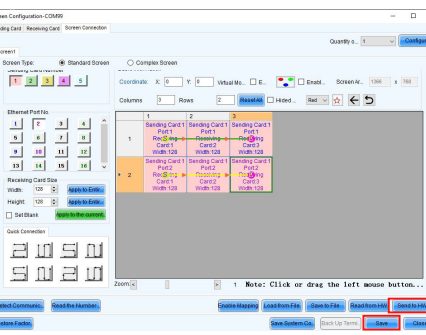 Screen Configuration-COM99
Sending Card Receiving Card Screen Connection
Quantity o... 1 Configure
Screen1
Screen Type: Standard Screen Complex Screen
Sending Card Number
1 2 3 4 5
Coordinate X: 0 Y: 0 Virtual Mo... E... Enabl... Screen Ar... 1366 x 768
Columns 3 Rows 2 Reset All Hided... Red
Ethernet Port No.
1 2 3 4
5 6 7 8
9 10 11 12
13 14 15 16
Receiving Card Size
Width: 128 Apply to Entir...
Height: 128 Apply to Entir...
Set Blank Apply to the current
Quick Connection
1 2 3
1
Sending Card:1 Sending Card:1 Sending Card:1
Port:1 Port:1 Port:1
Receiving Receiving Receiving
Card:1 Card:2 Card:3
Width:128 Width:128 Width:128
2
Sending Card:1 Sending Card:1 Sending Card:1
Port:2 Port:2 Port:2
Receiving Receiving Receiving
Card:1 Card:2 Card:3
Width:128 Width:128 Width:128
Zoom 1 Note: Click or drag the left mouse button...
Detect Communic.. Read the Number.. Enable Mapping Load from File Save to File Read from HW Send to HW
Restore Factor.. Save System Co.. Back Up Termi.. Save Close